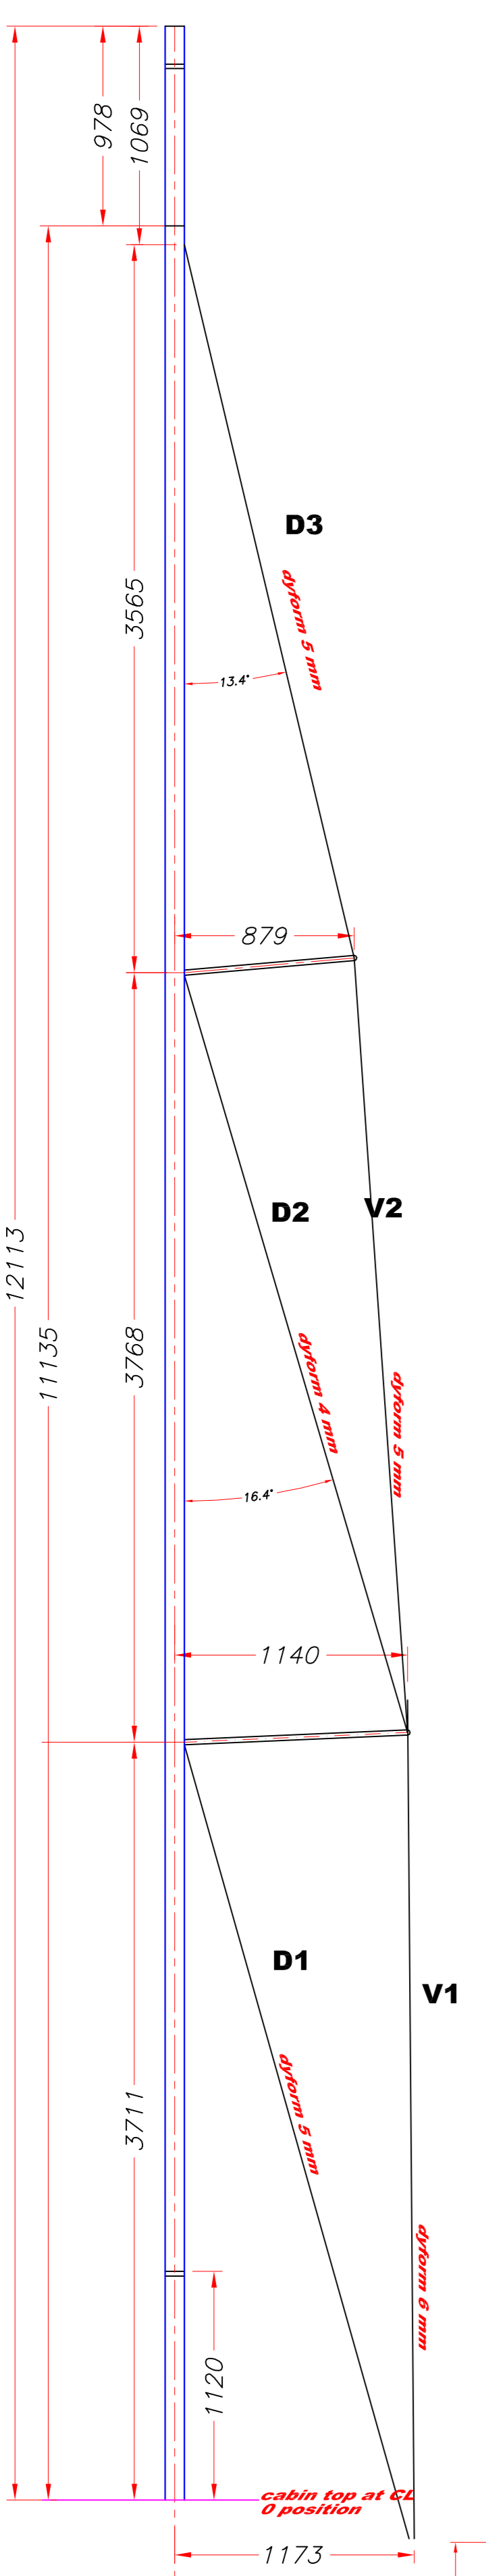 978
1069
D3
dyform 5 mm
3565
13.4°
879
D2
V2
12113
11135
3768
dyform 4 mm
dyform 5 mm
16.4°
1140
D1
V1
dyform 5 mm
3711
dyform 6 mm
1120
cabin top at CL
0 position
1173